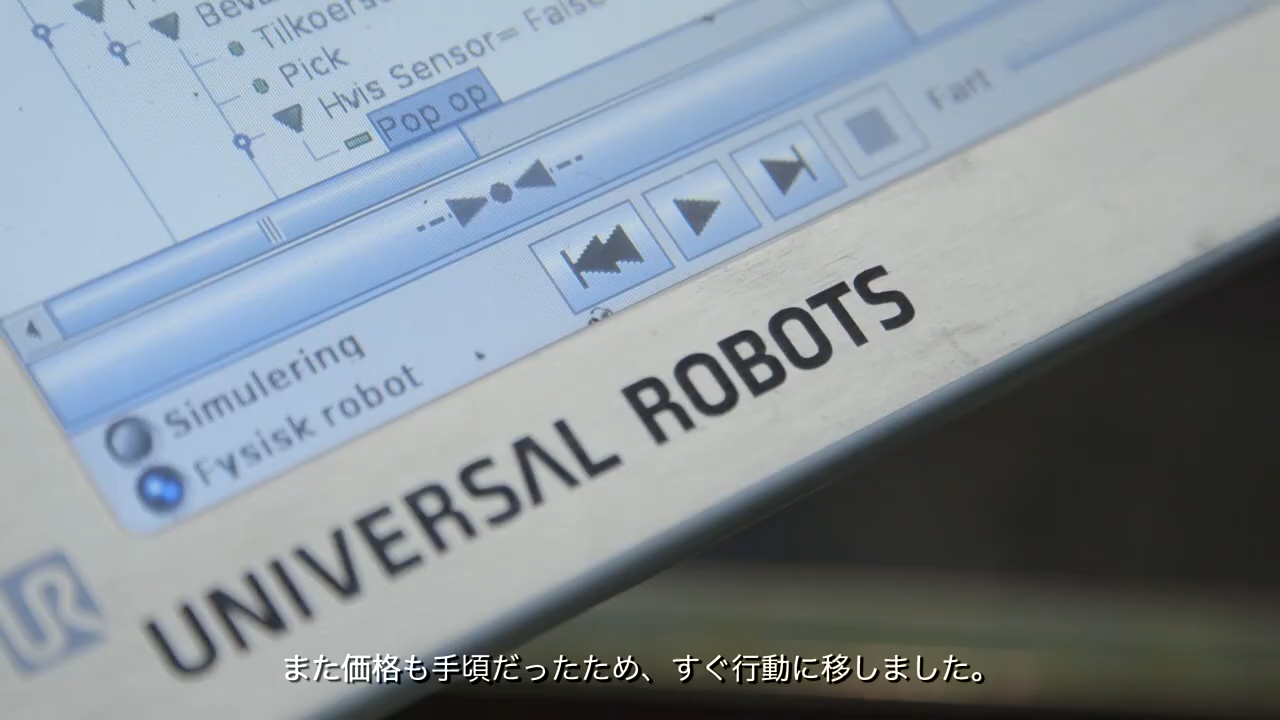 Tilkoers
Pick
Hvis Sensor= False
Pop op
Fart
Simulering
Fysisk robot
UNIVERSAL ROBOTS
UR
また価格も手頃だったため、すぐ行動に移しました。